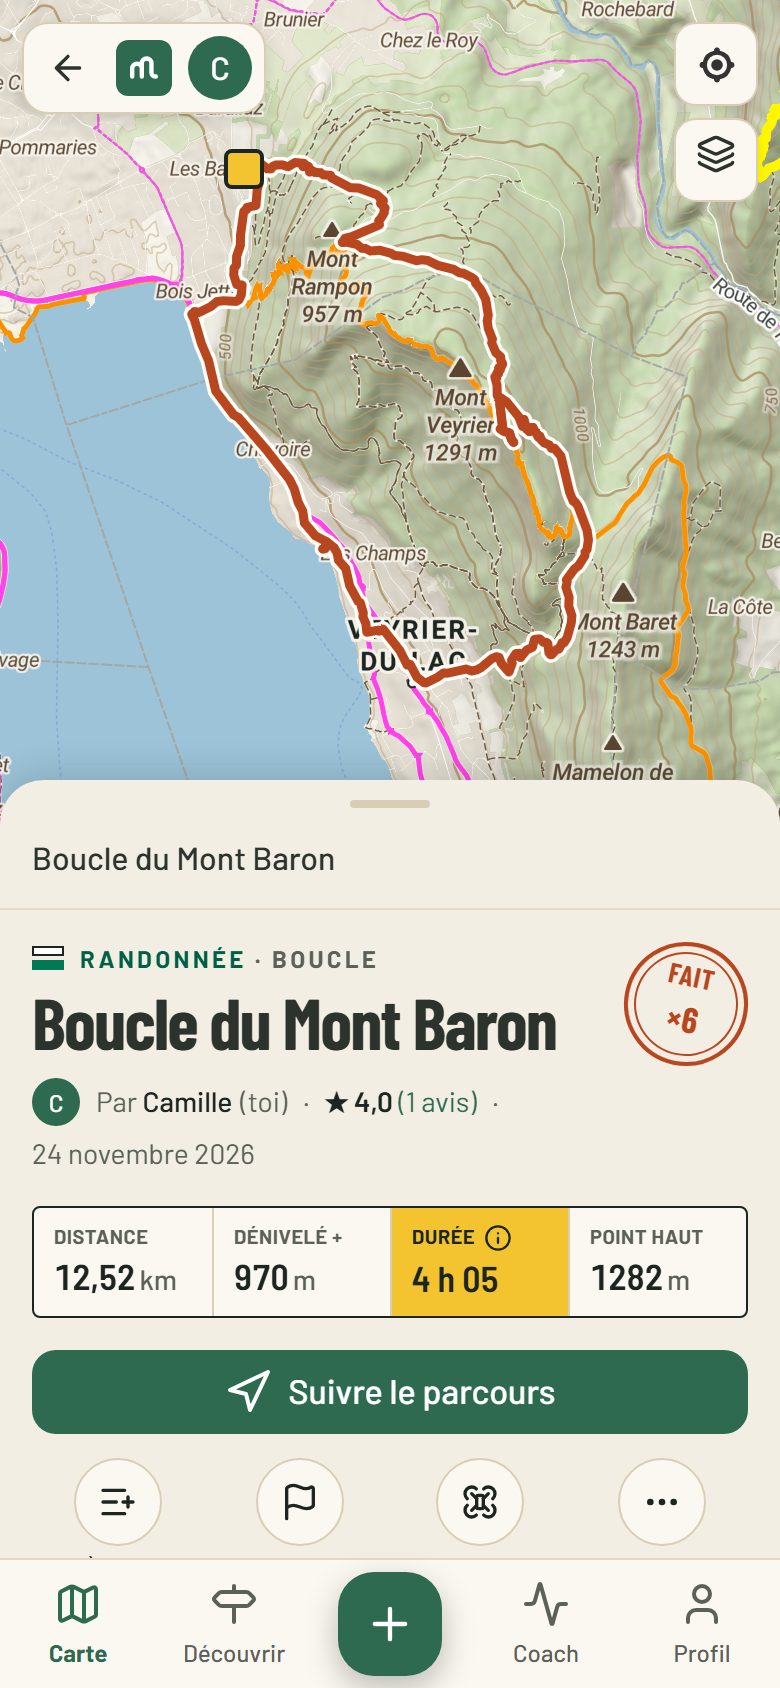 Brunier
Rochebard
Chez le Roy
C
Pommaries
Les Ba
Mont
Rampon
957 m
Bois Jett
Route de
500
Mont
Veyrier
1291 m
1000
750
Champs
VEYRIER-
DU-LAC
Mont Baret
1243 m
La Côte
Mamelon de
Boucle du Mont Baron
RANDONNÉE · BOUCLE
FAIT
×6
Boucle du Mont Baron
C Par Camille (toi) · ★ 4,0 (1 avis) ·
24 novembre 2026
DISTANCE DÉNIVELÉ + DURÉE POINT HAUT
12,52 km 970 m 4 h 05 1282 m
Suivre le parcours
Carte Découvrir Coach Profil